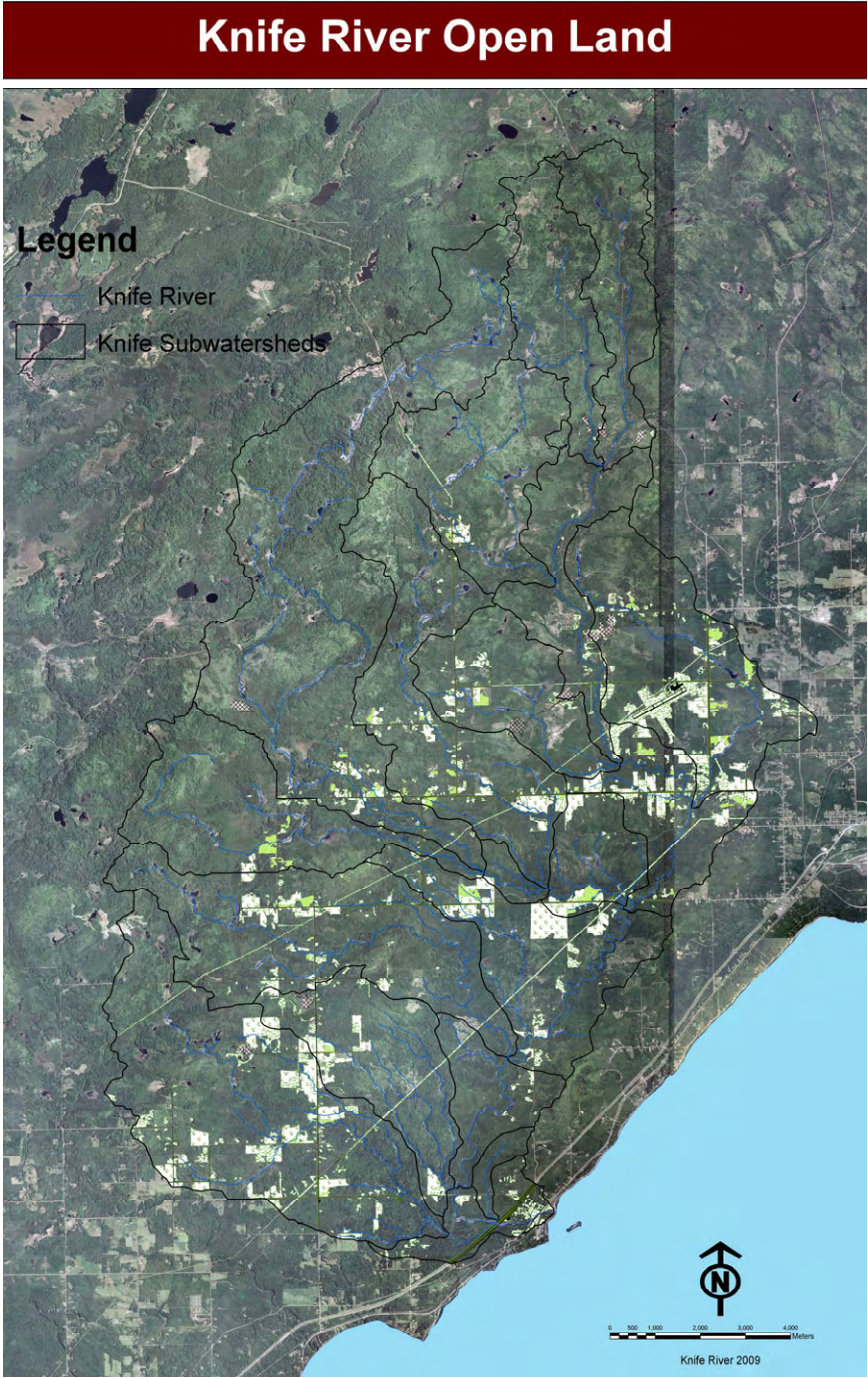 Knife River Open Land
Legend
Knife River
Knife Subwatersheds
N
0 500 1,000 2,000 3,000 4,000
Meters
Knife River 2009